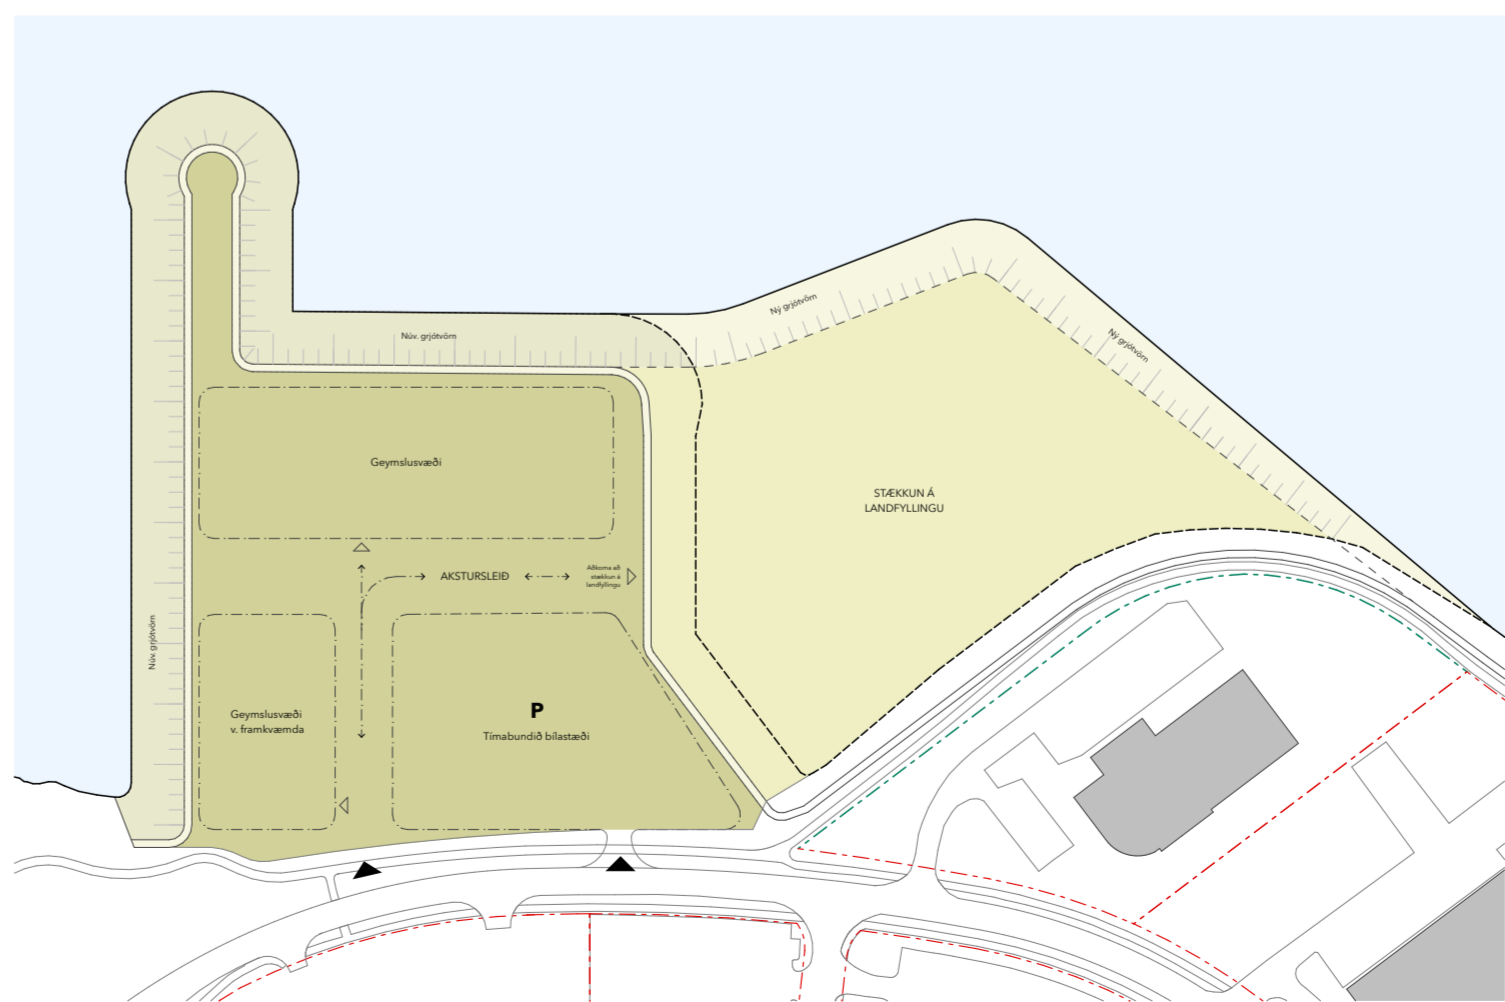 Ný grjótvörn
Núv. grjótvörn
Ný grjótvörn
Geymslusvæði
STÆKKUN Á
LANDFYLLINGU
AKSTURSLEIÐ
Aðkoma að
stækkun á
landfyllingu
Núv. grjótvörn
Geymslusvæði
v. framkvæmda
P
Tímabundið bílastæði